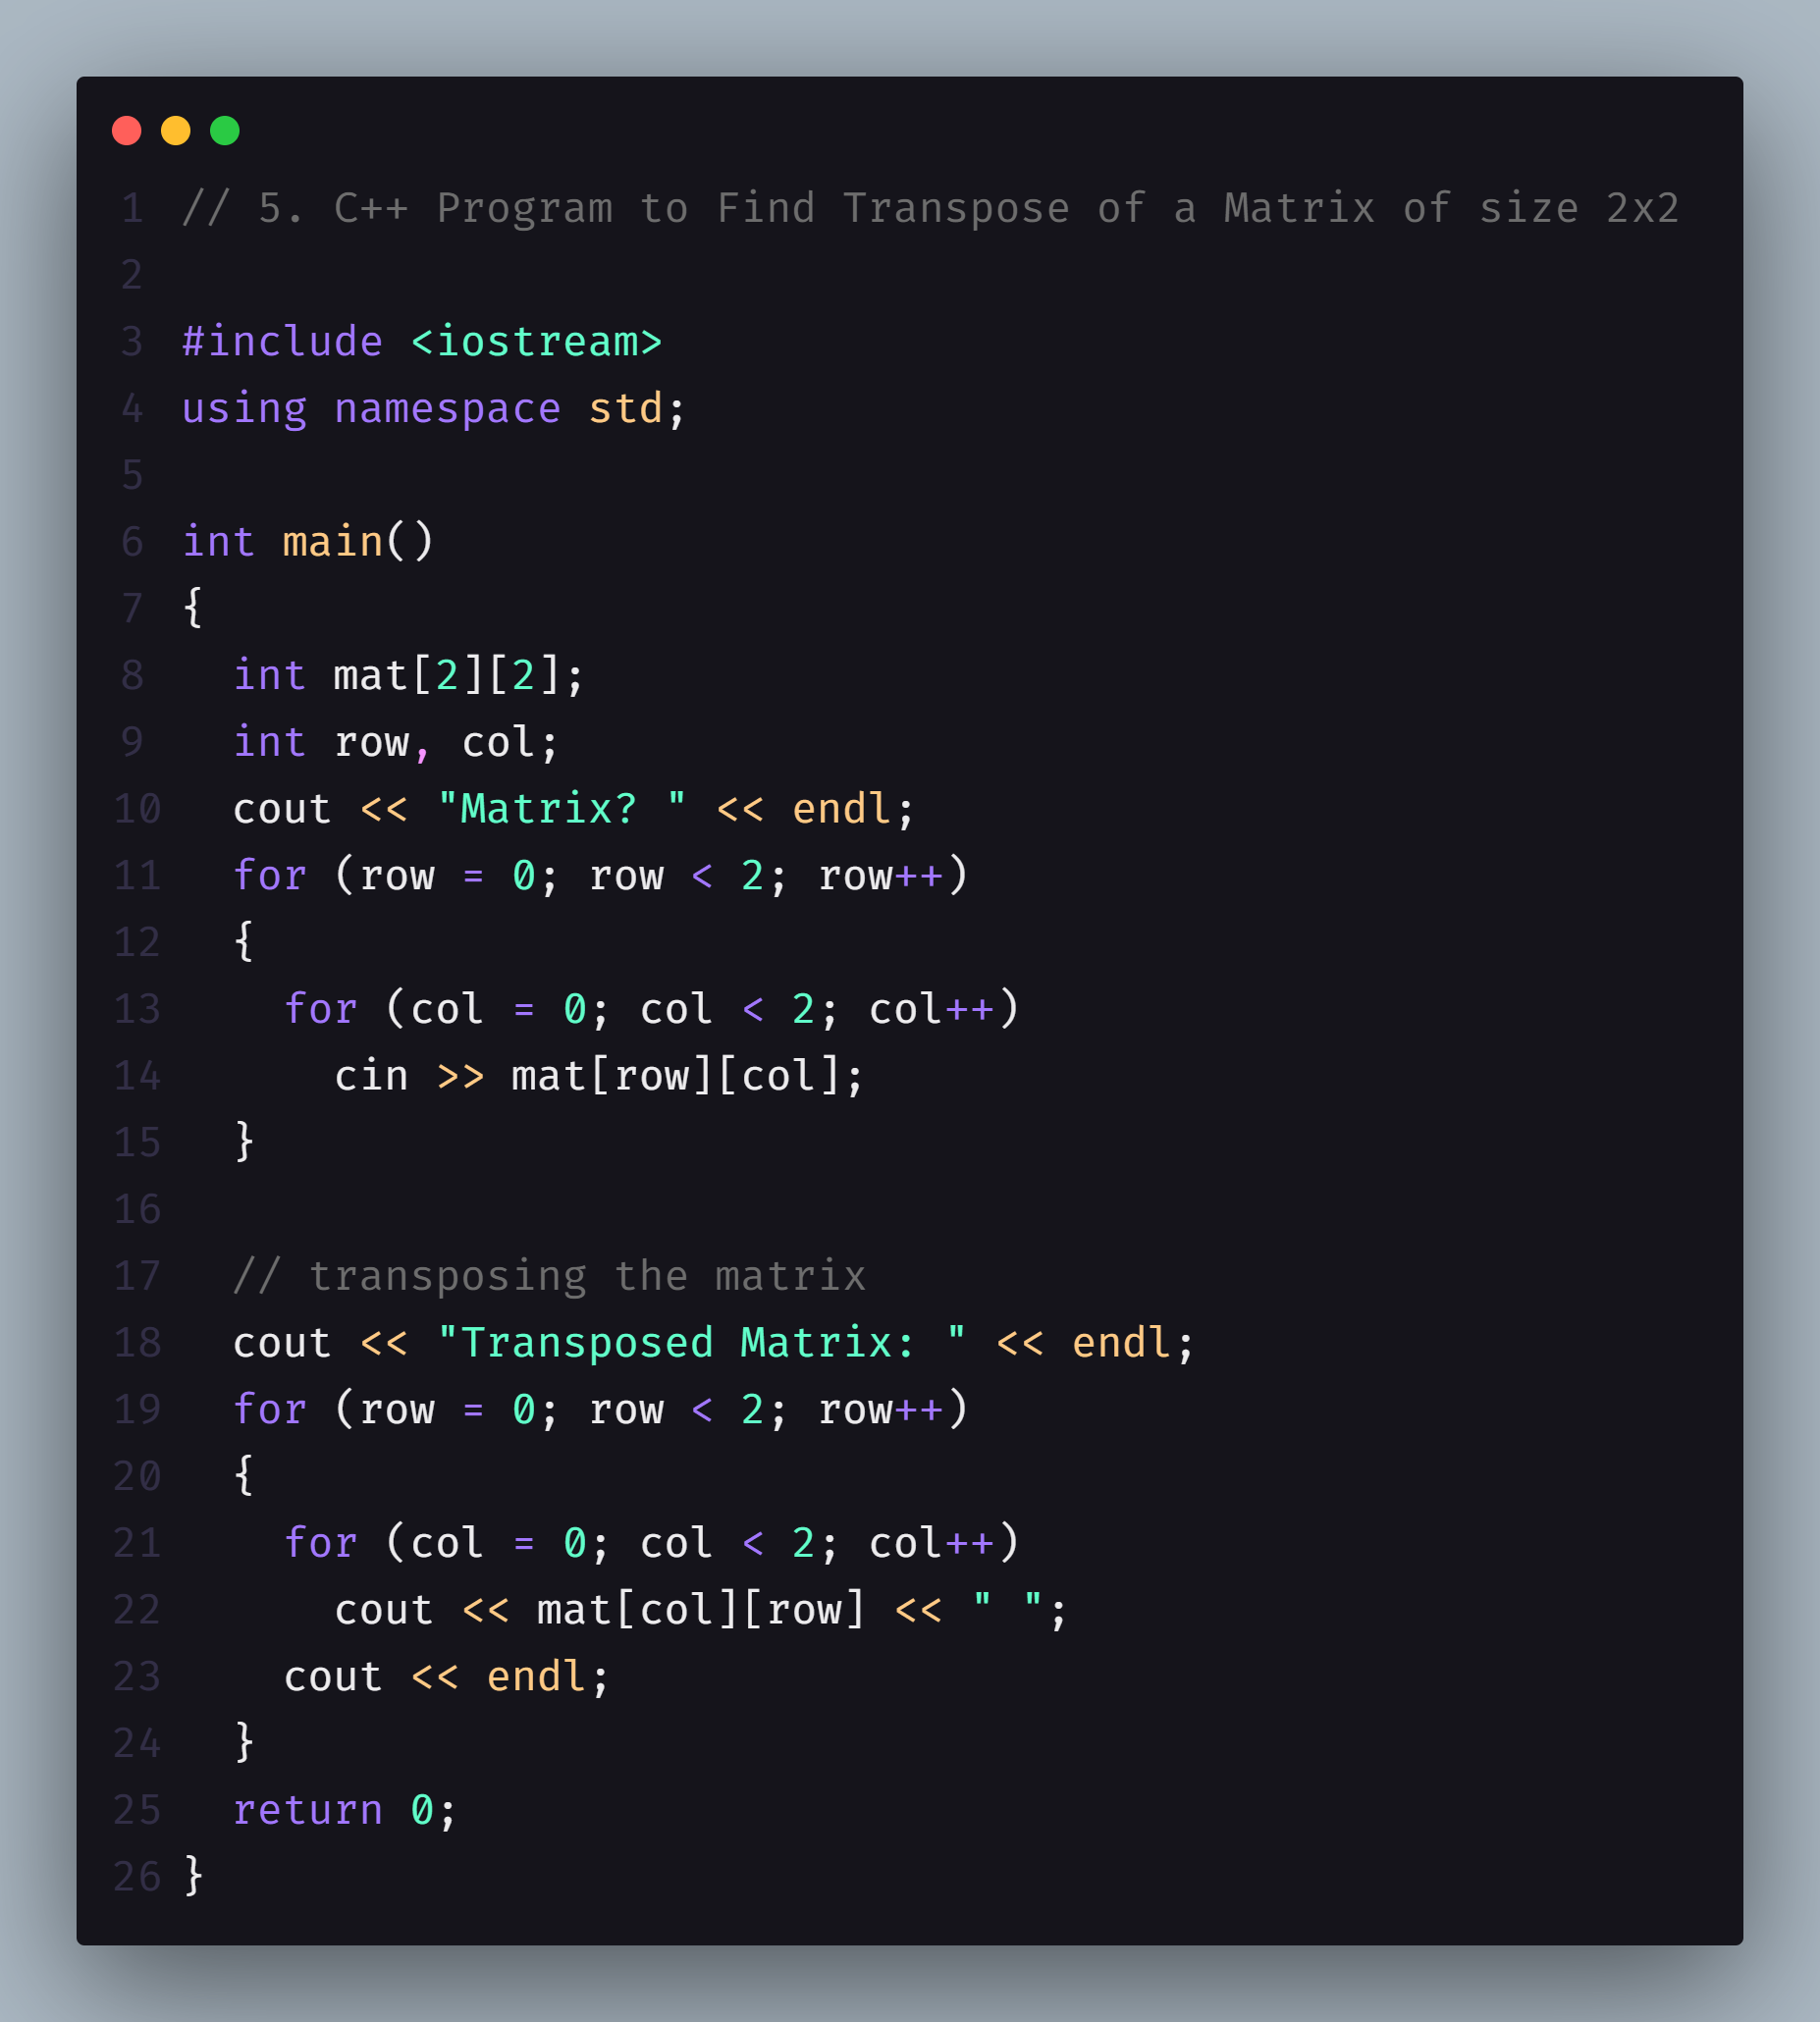 1 // 5. C++ Program to Find Transpose of a Matrix of size 2x2
2
3 #include <iostream>
4 using namespace std;
5
6 int main()
7 {
8   int mat[2][2];
9   int row, col;
10   cout << "Matrix? " << endl;
11   for (row = 0; row < 2; row++)
12   {
13     for (col = 0; col < 2; col++)
14       cin >> mat[row][col];
15   }
16
17   // transposing the matrix
18   cout << "Transposed Matrix: " << endl;
19   for (row = 0; row < 2; row++)
20   {
21     for (col = 0; col < 2; col++)
22       cout << mat[col][row] << " ";
23     cout << endl;
24   }
25   return 0;
26 }